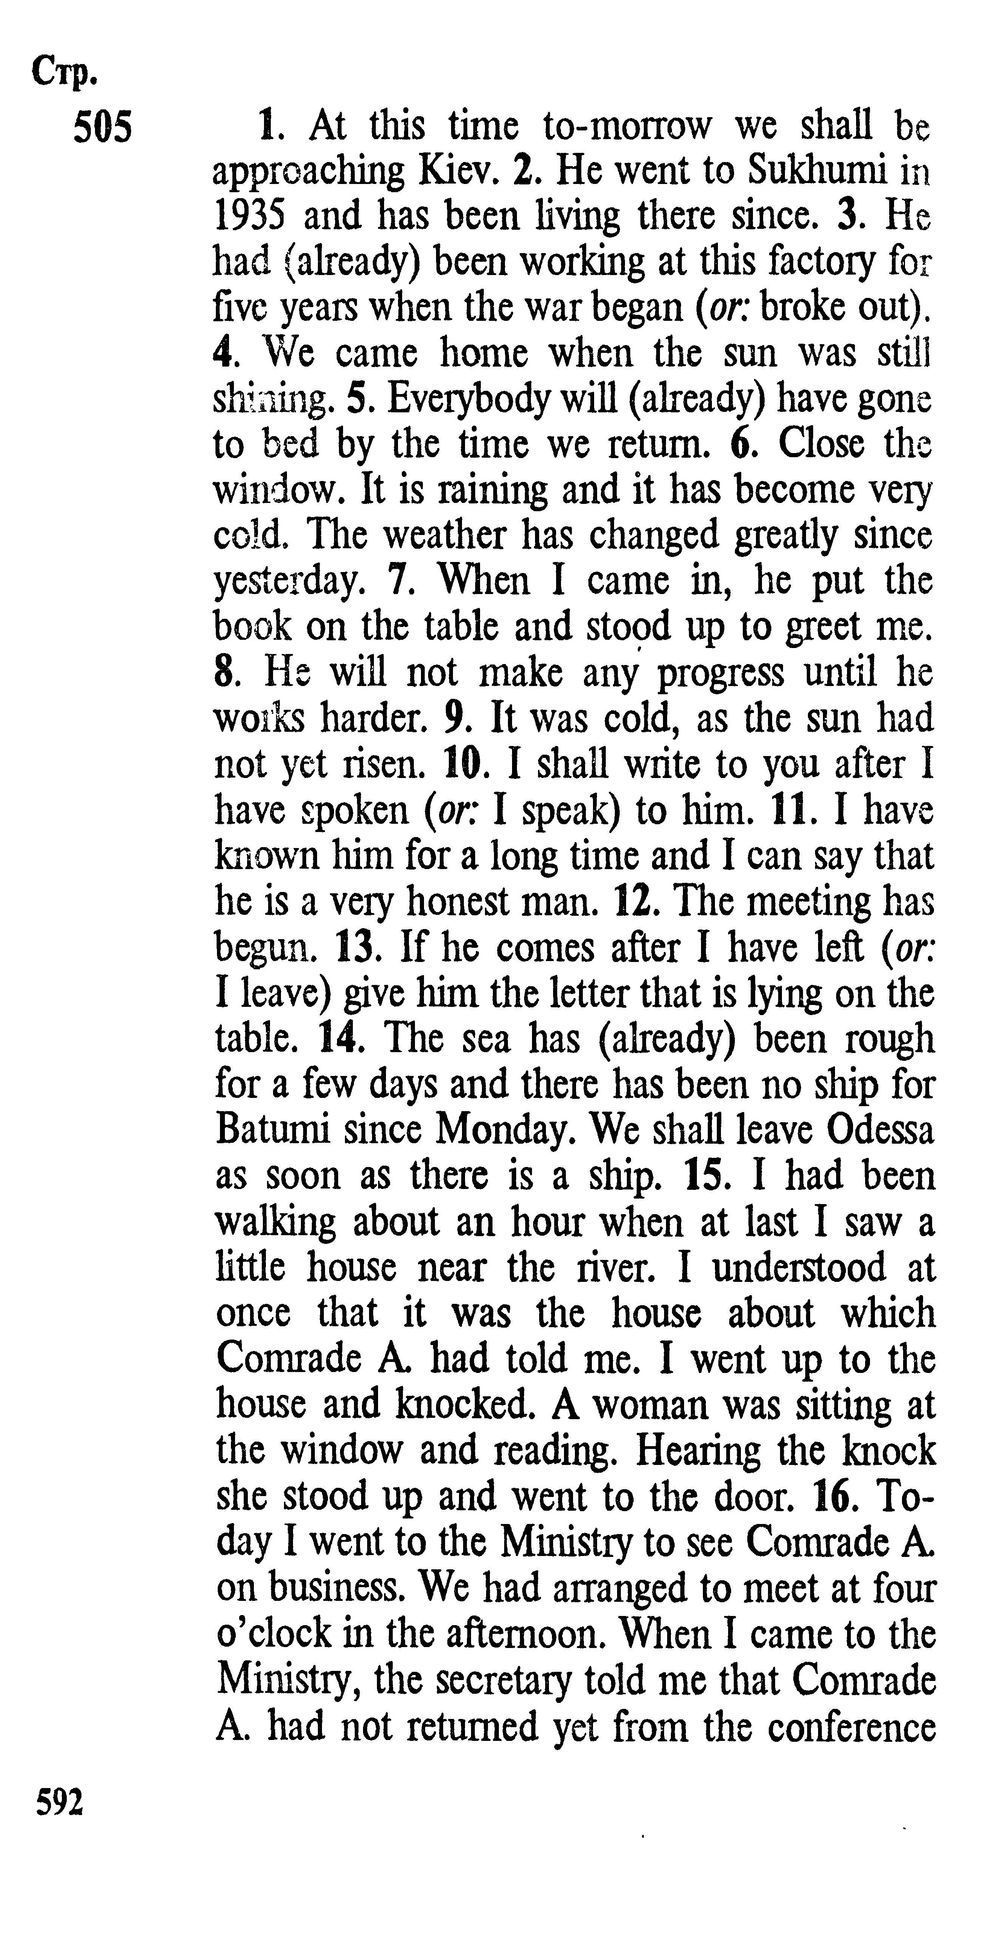 Стр.
505 1. At this time to-morrow we shall be
approaching Kiev. 2. He went to Sukhumi in
1935 and has been living there since. 3. He
had (already) been working at this factory for
five years when the war began (or: broke out).
4. We came home when the sun was still
shining. 5. Everybody will (already) have gone
to bed by the time we return. 6. Close the
window. It is raining and it has become very
cold. The weather has changed greatly since
yesterday. 7. When I came in, he put the
book on the table and stood up to greet me.
8. He will not make any progress until he
works harder. 9. It was cold, as the sun had
not yet risen. 10. I shall write to you after I
have spoken (or: I speak) to him. 11. I have
known him for a long time and I can say that
he is a very honest man. 12. The meeting has
begun. 13. If he comes after I have left (or:
I leave) give him the letter that is lying on the
table. 14. The sea has (already) been rough
for a few days and there has been no ship for
Batumi since Monday. We shall leave Odessa
as soon as there is a ship. 15. I had been
walking about an hour when at last I saw a
little house near the river. I understood at
once that it was the house about which
Comrade A. had told me. I went up to the
house and knocked. A woman was sitting at
the window and reading. Hearing the knock
she stood up and went to the door. 16. To-
day I went to the Ministry to see Comrade A.
on business. We had arranged to meet at four
o'clock in the afternoon. When I came to the
Ministry, the secretary told me that Comrade
A. had not returned yet from the conference
592